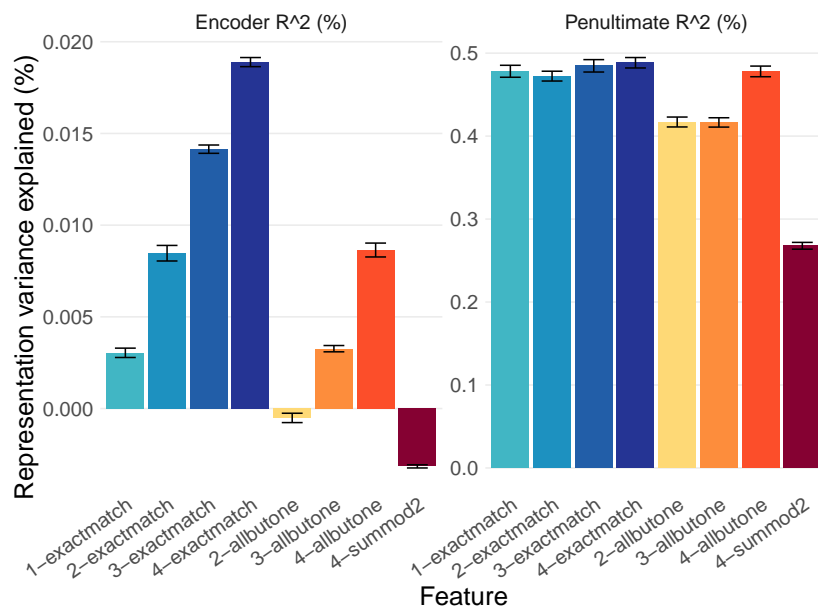 Encoder R^2 (%)
Penultimate R^2 (%)
Representation variance explained (%)
0.020
0.015
0.010
0.005
0.000
0.5
0.4
0.3
0.2
0.1
0.0
1−exactmatch
2−exactmatch
3−exactmatch
4−exactmatch
2−allbutone
3−allbutone
4−allbutone
4−summod2
1−exactmatch
2−exactmatch
3−exactmatch
4−exactmatch
2−allbutone
3−allbutone
4−allbutone
4−summod2
Feature